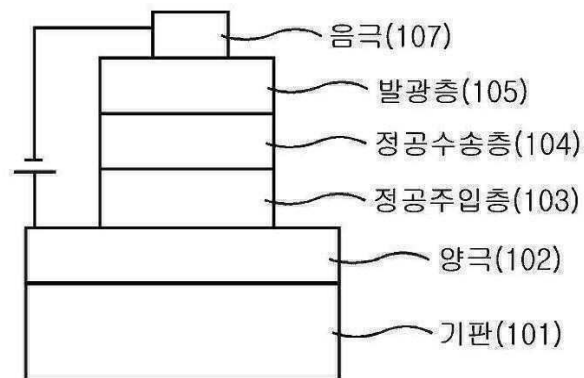 음극(107)
발광층(105)
정공수송층(104)
정공주입층(103)
양극(102)
기판(101)